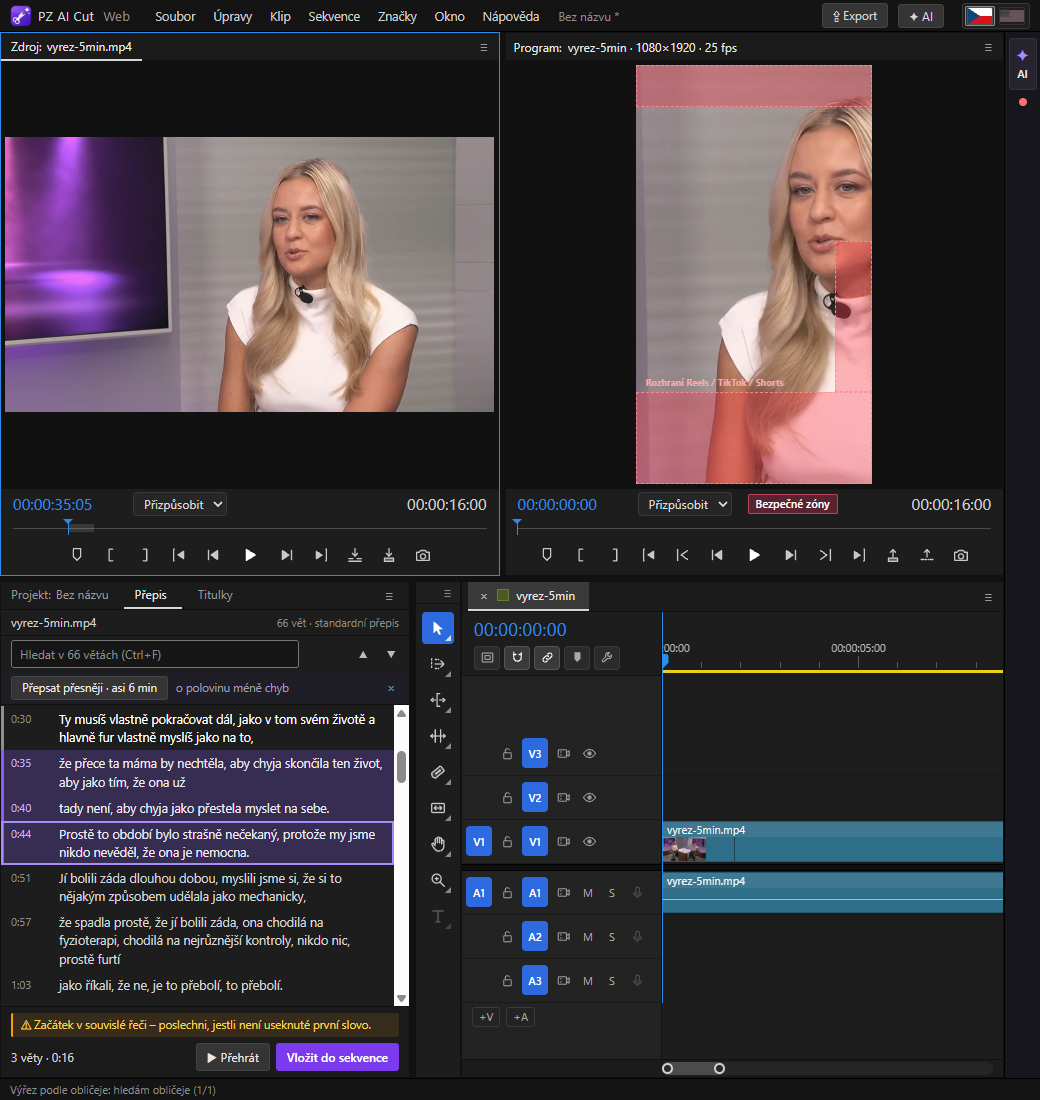 PZ AI Cut Web Soubor Úpravy Klip Sekvence Značky Okno Nápověda Bez názvu * Export AI
Zdroj: vyrez-5min.mp4
Program: vyrez-5min · 1080×1920 · 25 fps
AI
Rozhraní Reels / TikTok / Shorts
00:00:35:05 Přizpůsobit 00:00:16:00
00:00:00:00 Přizpůsobit Bezpečné zóny 00:00:16:00
Projekt: Bez názvu Přepis Titulky
vyrez-5min.mp4 66 vět · standardní přepis
Hledat v 66 větách (Ctrl+F)
Přepsat přesněji · asi 6 min o polovinu méně chyb ×
0:30 Ty musíš vlastně pokračovat dál, jako v tom svém životě a
hlavně fur vlastně myslíš jako na to,
0:35 že přece ta máma by nechtěla, aby chyja skončila ten život,
aby jako tím, že ona už
0:40 tady není, aby chyja jako přestela myslet na sebe.
0:44 Prostě to období bylo strašně nečekaný, protože my jsme
nikdo nevěděl, že ona je nemocna.
0:51 Jí bolili záda dlouhou dobou, myslili jsme si, že si to
nějakým způsobem udělala jako mechanicky,
0:57 že spadla prostě, že jí bolili záda, ona chodilá na
fyzioterapi, chodilá na nejrůznější kontroly, nikdo nic,
prostě furtí
1:03 jako říkali, že ne, je to přebolí, to přebolí.
Začátek v souvislé řeči – poslechni, jestli není useknuté první slovo.
3 věty · 0:16 Přehrát Vložit do sekvence
× vyrez-5min
00:00:00:00
00:00 00:00:05:00
V3
V2
V1 V1
vyrez-5min.mp4
A1 A1 M S
vyrez-5min.mp4
A2 M S
A3 M S
+V +A
T
Výřez podle obličeje: hledám obličeje (1/1)